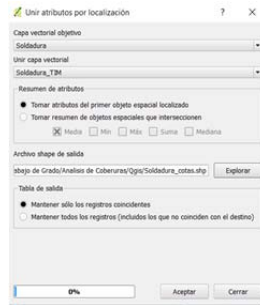 Unir atributos por localización
Capa vectorial objetivo
Soldadura
Unir capa vectorial
Soldadura_TIM
Resumen de atributos
Tomar atributos del primer objeto espacial localizado
Tomar resumen de objetos espaciales que interseccionen
Media Mín Máx Suma Mediana
Archivo shape de salida
abajo de Grado/Analisis de Coberuras/Qgis/Soldadura_cotas.shp Explorar
Tabla de salida
Mantener sólo los registros coincidentes
Mantener todos los registros (incluidos los que no coinciden con el destino)
0% Aceptar Cerrar